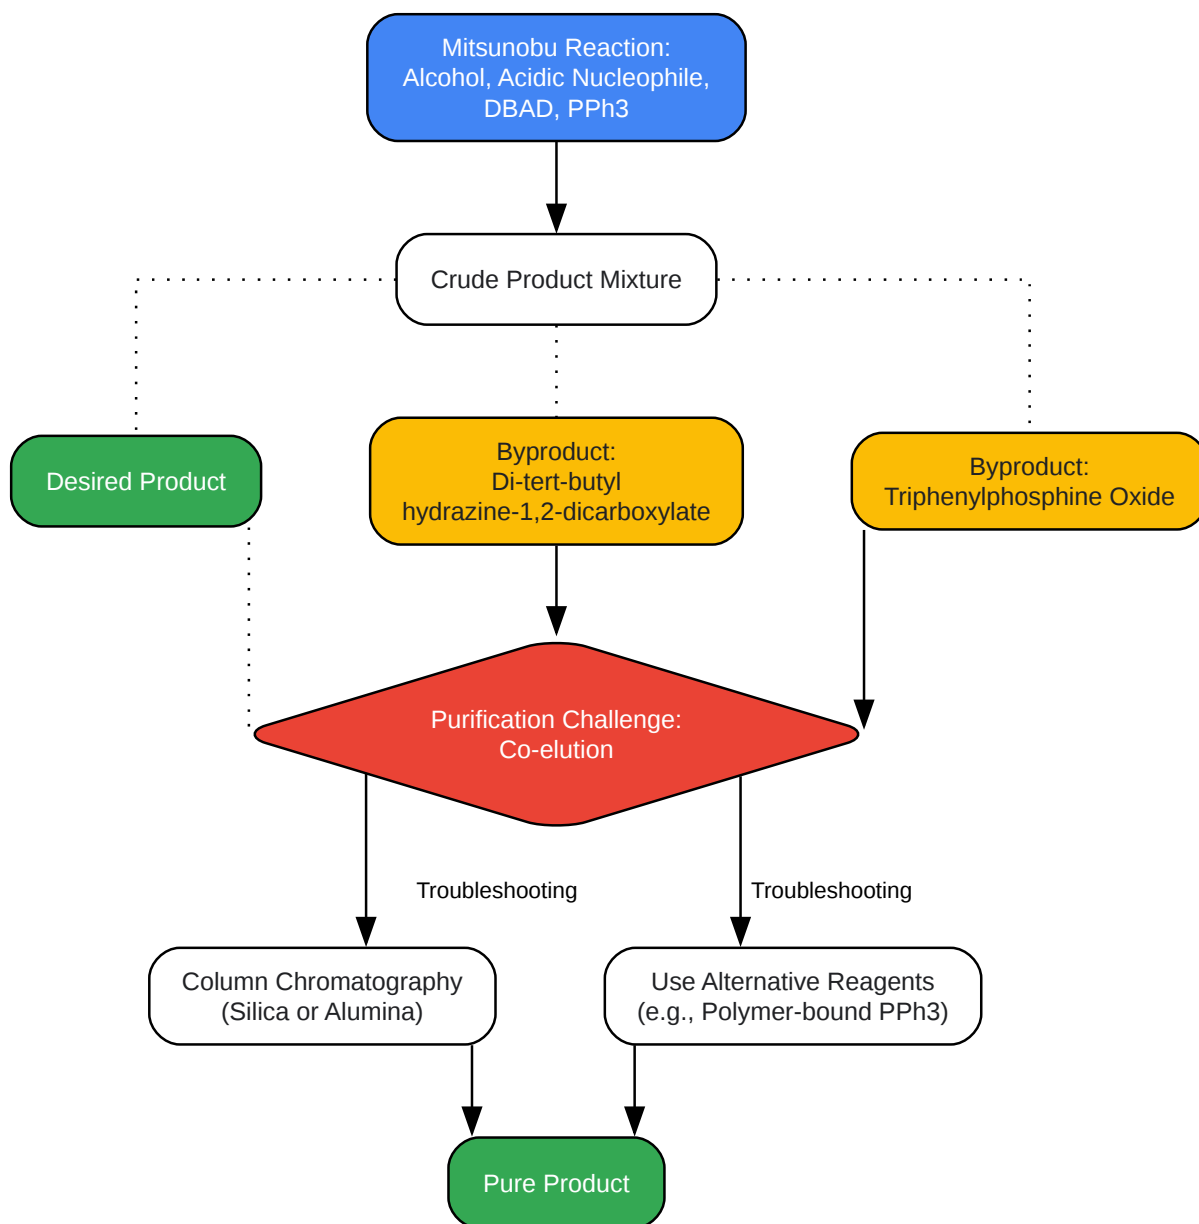 Mitsunobu Reaction:
Alcohol, Acidic Nucleophile,
DBAD, PPh3
Crude Product Mixture
Desired Product
Byproduct:
Di-tert-butyl
hydrazine-1,2-dicarboxylate
Byproduct:
Triphenylphosphine Oxide
Purification Challenge:
Co-elution
Troubleshooting
Troubleshooting
Column Chromatography
(Silica or Alumina)
Use Alternative Reagents
(e.g., Polymer-bound PPh3)
Pure Product